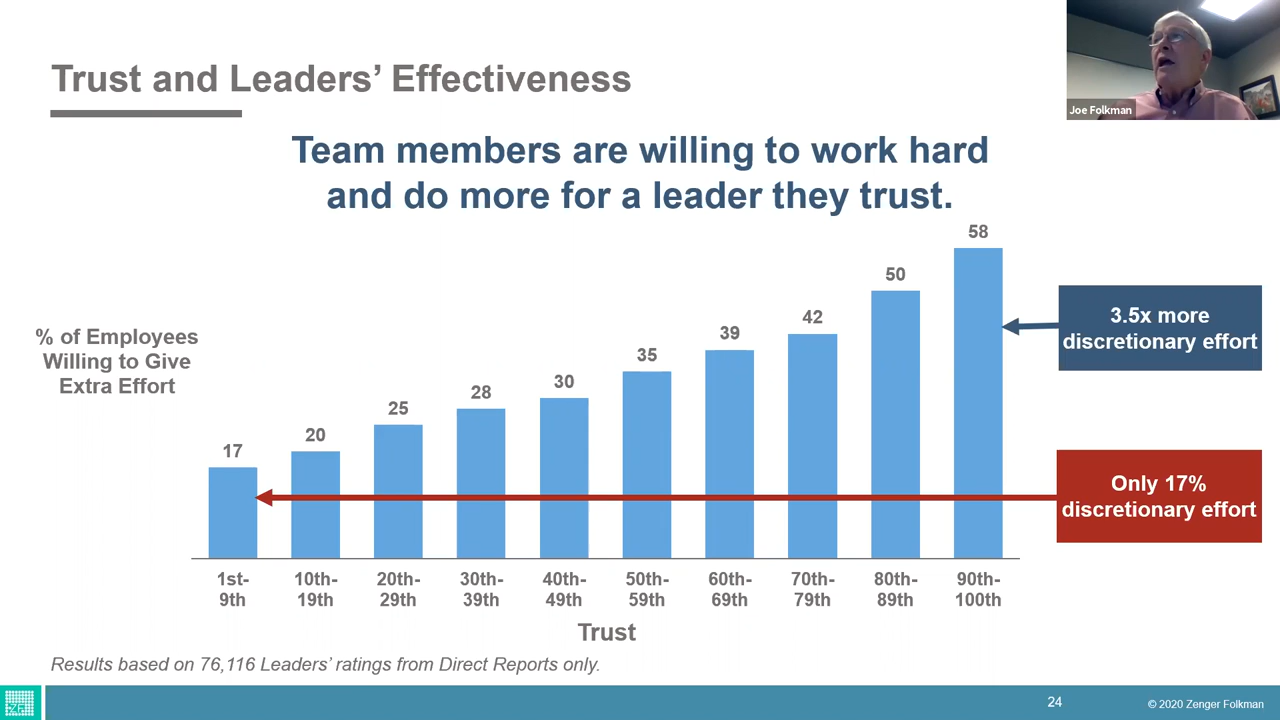 Joe Folkman
Trust and Leaders’ Effectiveness
Team members are willing to work hard
and do more for a leader they trust.
% of Employees
Willing to Give
Extra Effort
17
20
25
28
30
35
39
42
50
58
3.5x more
discretionary effort
Only 17%
discretionary effort
1st-
9th
10th-
19th
20th-
29th
30th-
39th
40th-
49th
50th-
59th
60th-
69th
70th-
79th
80th-
89th
90th-
100th
Trust
Results based on 76,116 Leaders’ ratings from Direct Reports only.
ZF
24
© 2020 Zenger Folkman